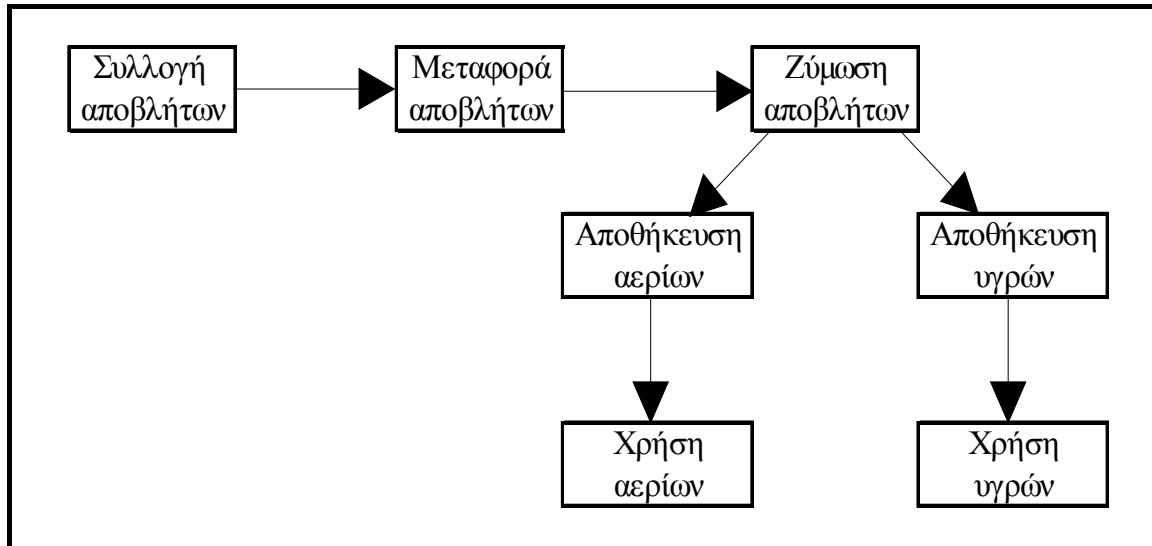 Συλλογή
αποβλήτων
Μεταφορά
αποβλήτων
Ζύμωση
αποβλήτων
Αποθήκευση
αερίων
Αποθήκευση
υγρών
Χρήση
αερίων
Χρήση
υγρών